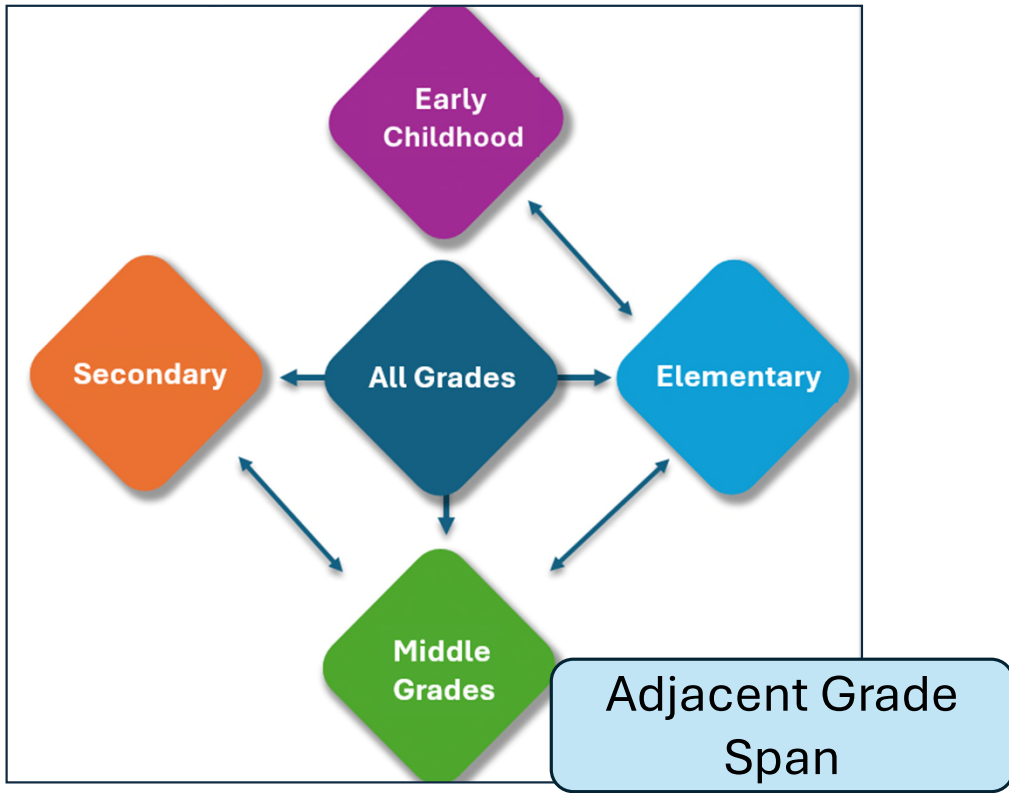 Early
Childhood
Secondary
All Grades
Elementary
Middle
Grades
Adjacent Grade
Span